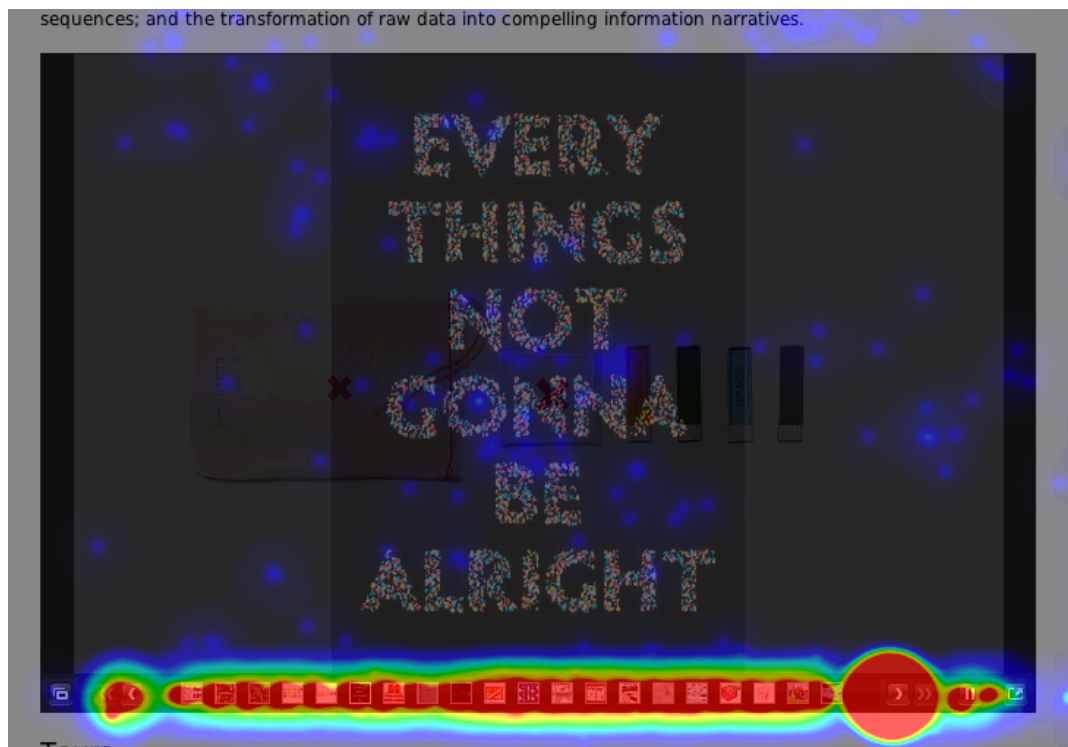 sequences; and the transformation of raw data into compelling information narratives.
EVERY
THINGS
NOT
GONNA
BE
ALRIGHT